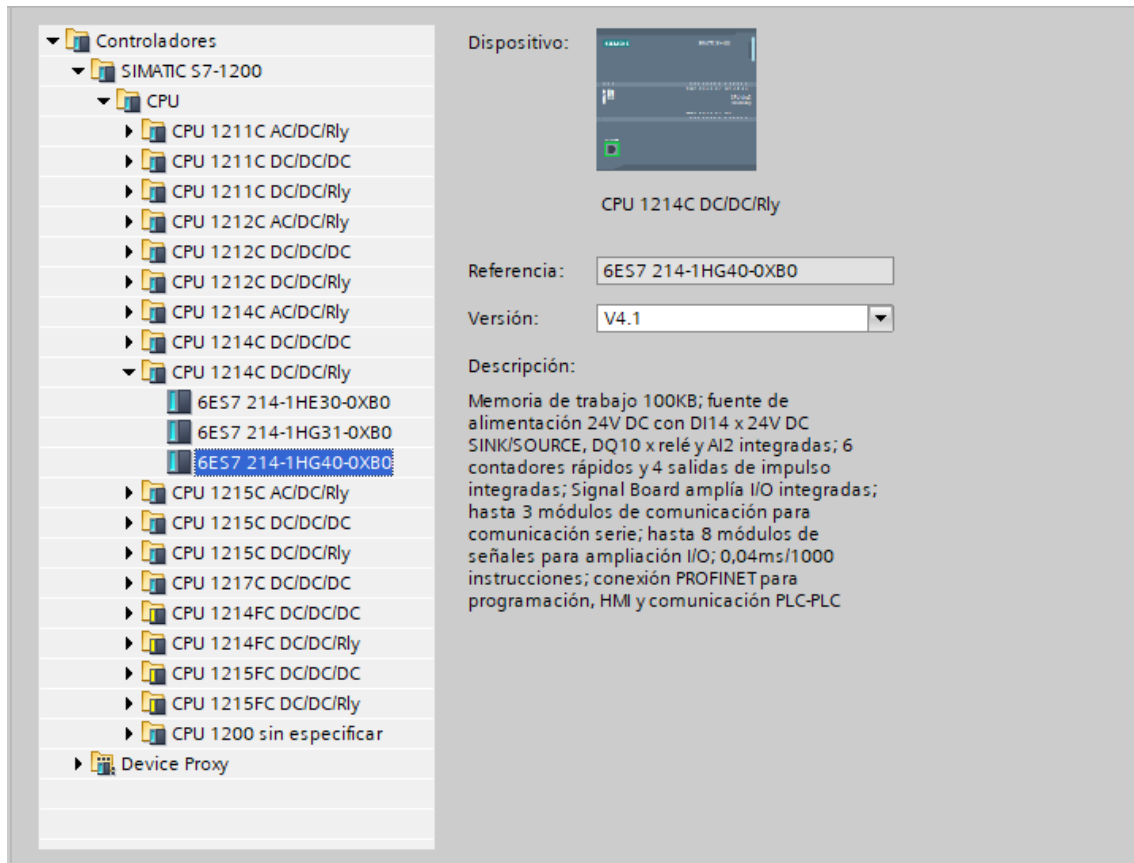 Controladores
SIMATIC S7-1200
CPU
CPU 1211C AC/DC/Rly
CPU 1211C DC/DC/DC
CPU 1211C DC/DC/Rly
CPU 1212C AC/DC/Rly
CPU 1212C DC/DC/DC
CPU 1212C DC/DC/Rly
CPU 1214C AC/DC/Rly
CPU 1214C DC/DC/DC
CPU 1214C DC/DC/Rly
6ES7 214-1HE30-0XB0
6ES7 214-1HG31-0XB0
6ES7 214-1HG40-0XB0
CPU 1215C AC/DC/Rly
CPU 1215C DC/DC/DC
CPU 1215C DC/DC/Rly
CPU 1217C DC/DC/DC
CPU 1214FC DC/DC/DC
CPU 1214FC DC/DC/Rly
CPU 1215FC DC/DC/DC
CPU 1215FC DC/DC/Rly
CPU 1200 sin especificar
Device Proxy
Dispositivo:
SIEMENS
CPU 1214C DC/DC/Rly
Referencia: 6ES7 214-1HG40-0XB0
Versión: V4.1
Descripción:
Memoria de trabajo 100KB; fuente de
alimentación 24V DC con DI14 x 24V DC
SINK/SOURCE, DQ10 x relé y AI2 integradas; 6
contadores rápidos y 4 salidas de impulso
integradas; Signal Board amplía I/O integradas;
hasta 3 módulos de comunicación para
comunicación serie; hasta 8 módulos de
señales para ampliación I/O; 0,04ms/1000
instrucciones; conexión PROFINET para
programación, HMI y comunicación PLC-PLC